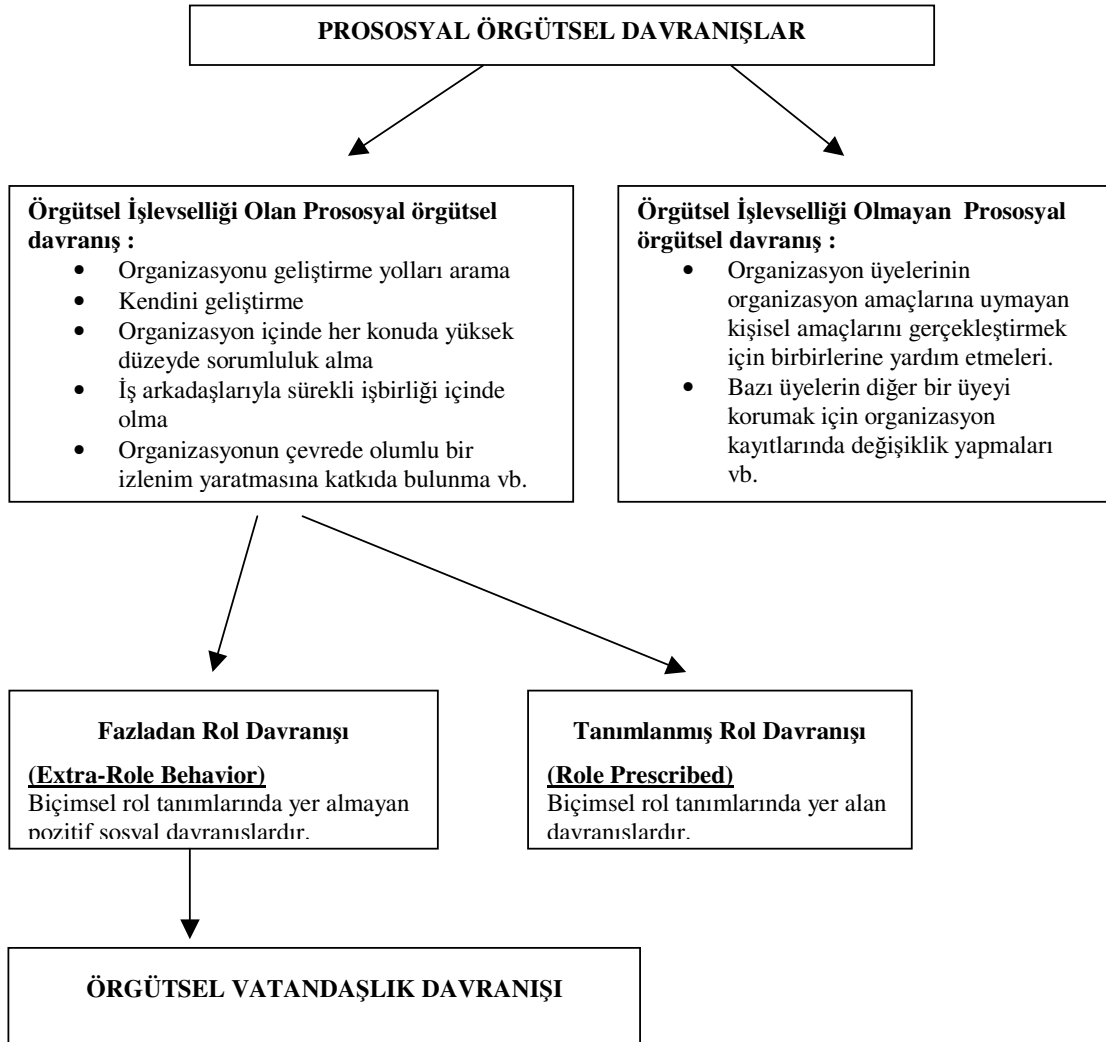 PROSOSYAL ÖRGÜTSEL DAVRANIŞLAR
Örgütsel İşlevselliği Olan Prososyal örgütsel
davranış :
• Organizasyonu geliştirme yolları arama
• Kendini geliştirme
• Organizasyon içinde her konuda yüksek
düzeyde sorumluluk alma
• İş arkadaşlarıyla sürekli işbirliği içinde
olma
• Organizasyonun çevrede olumlu bir
izlenim yaratmasına katkıda bulunma vb.
Örgütsel İşlevselliği Olmayan Prososyal
örgütsel davranış :
• Organizasyon üyelerinin
organizasyon amaçlarına uymayan
kişisel amaçlarını gerçekleştirmek
için birbirlerine yardım etmeleri.
• Bazı üyelerin diğer bir üyeyi
korumak için organizasyon
kayıtlarında değişiklik yapmaları
vb.
Fazladan Rol Davranışı
(Extra-Role Behavior)
Biçimsel rol tanımlarında yer almayan
pozitif sosyal davranışlardır.
Tanımlanmış Rol Davranışı
(Role Prescribed)
Biçimsel rol tanımlarında yer alan
davranışlardır.
ÖRGÜTSEL VATANDAŞLIK DAVRANIŞI